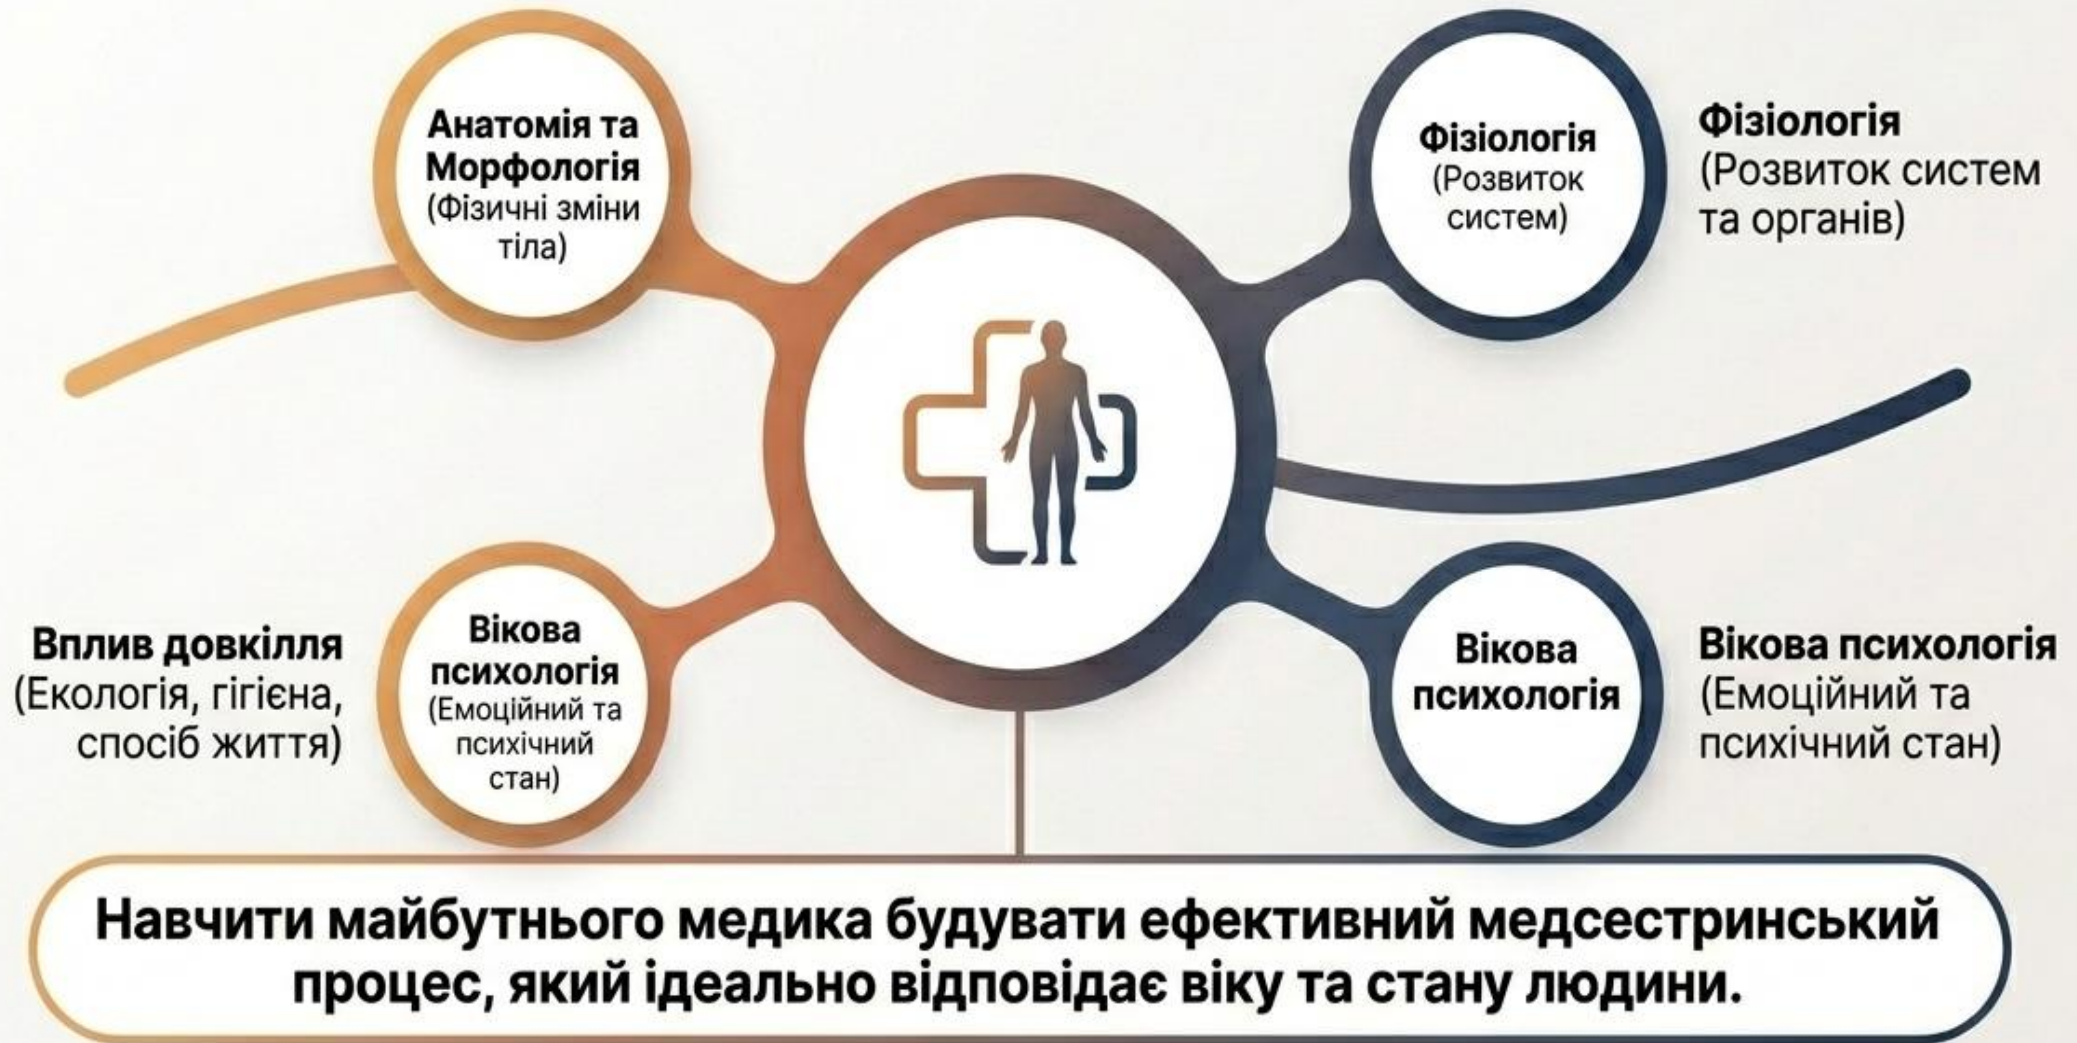 Анатомія та
Морфологія
(Фізичні зміни
тіла)
Фізіологія
(Розвиток
систем)
Фізіологія
(Розвиток систем
та органів)
Вплив довкілля
(Екологія, гігієна,
спосіб життя)
Вікова
психологія
(Емоційний та
психічний
стан)
Вікова
психологія
Вікова психологія
(Емоційний та
психічний стан)
Навчити майбутнього медика будувати ефективний медсестринський
процес, який ідеально відповідає віку та стану людини.